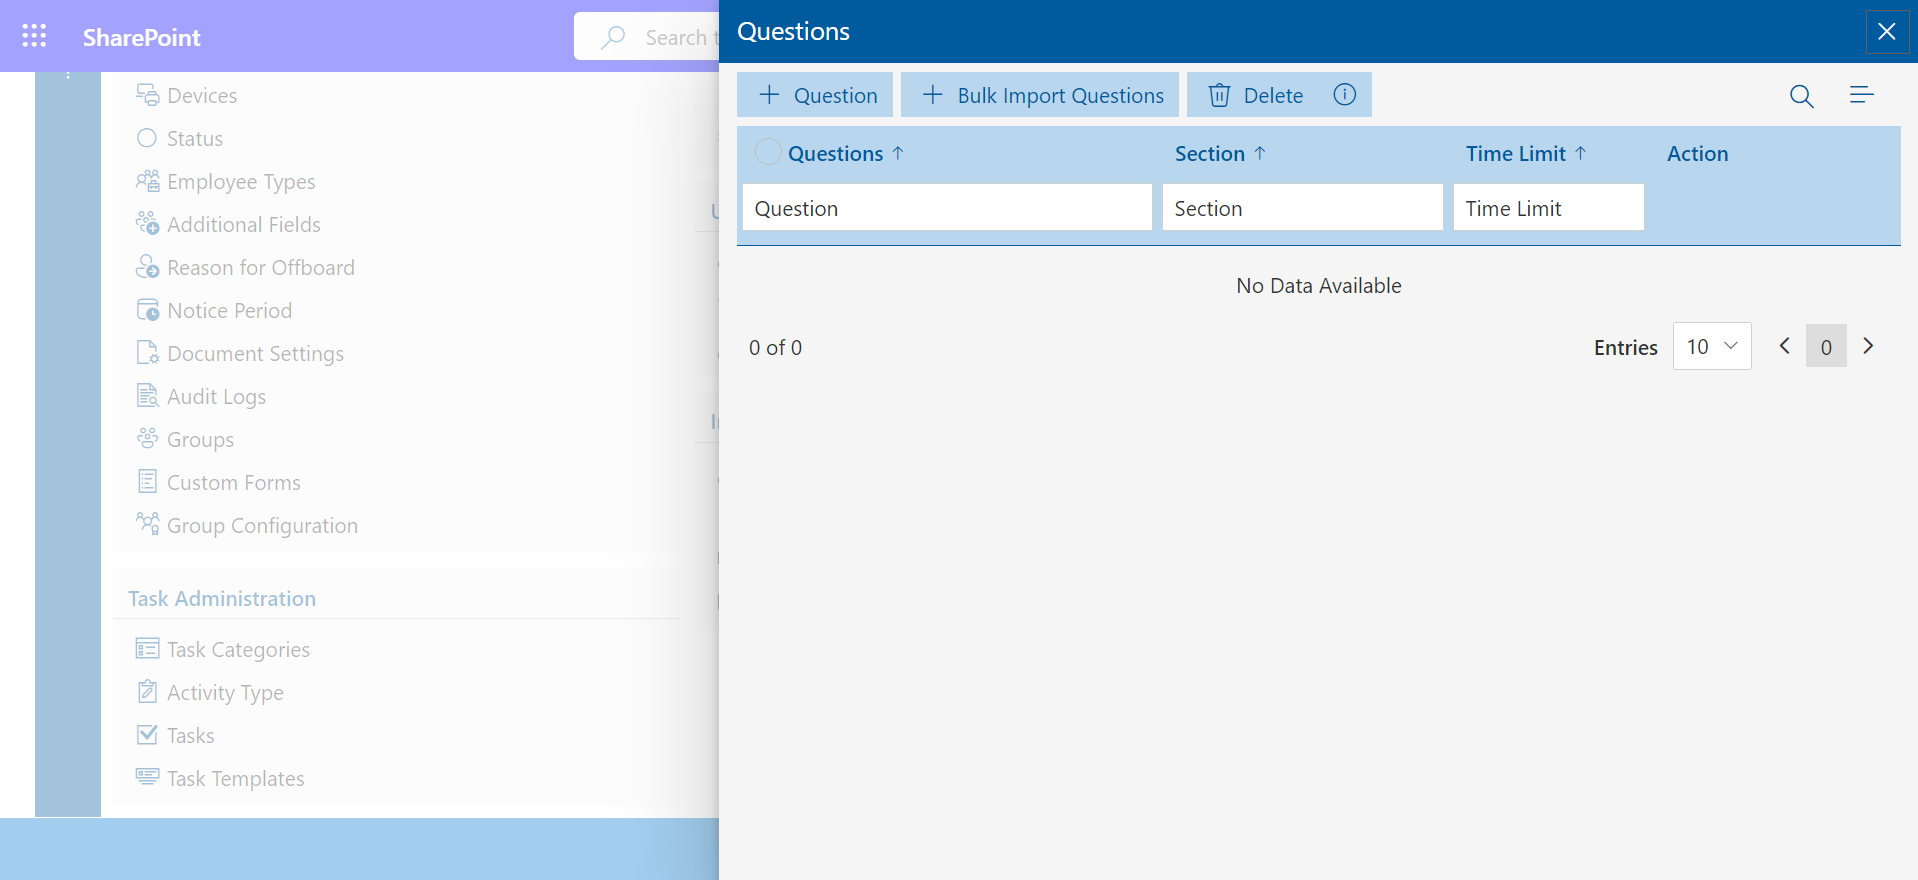 SharePoint
Search t
Devices
Status
Employee Types
Additional Fields
Reason for Offboard
Notice Period
Document Settings
Audit Logs
Groups
Custom Forms
Group Configuration
Task Administration
Task Categories
Activity Type
Tasks
Task Templates
Questions
Question
Bulk Import Questions
Delete
Questions Section Time Limit Action
Question Section Time Limit
No Data Available
0 of 0
Entries 10 0